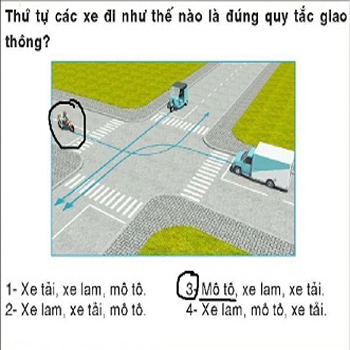 Thứ tự các xe đi như thế nào là đúng quy tắc giao
thông?
1- Xe tải, xe lam, mô tô.
2- Xe lam, xe tải, mô tô.
3- Mô tô, xe lam, xe tải.
4- Xe lam, mô tô, xe tải.